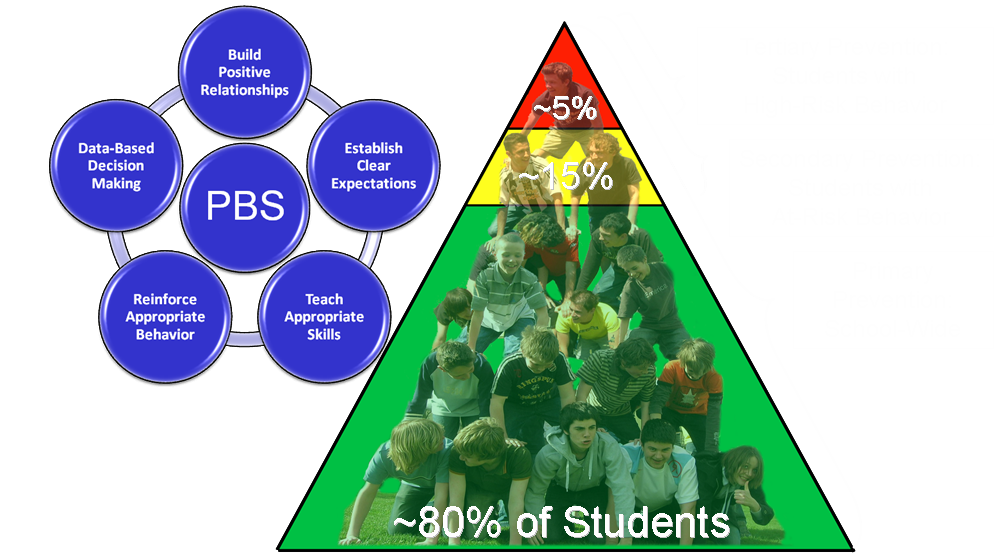 Build
Positive
Relationships
Data-Based
Decision
Making
Establish
Clear
Expectations
PBS
Reinforce
Appropriate
Behavior
Teach
Appropriate
Skills
~5%
~15%
~80% of Students